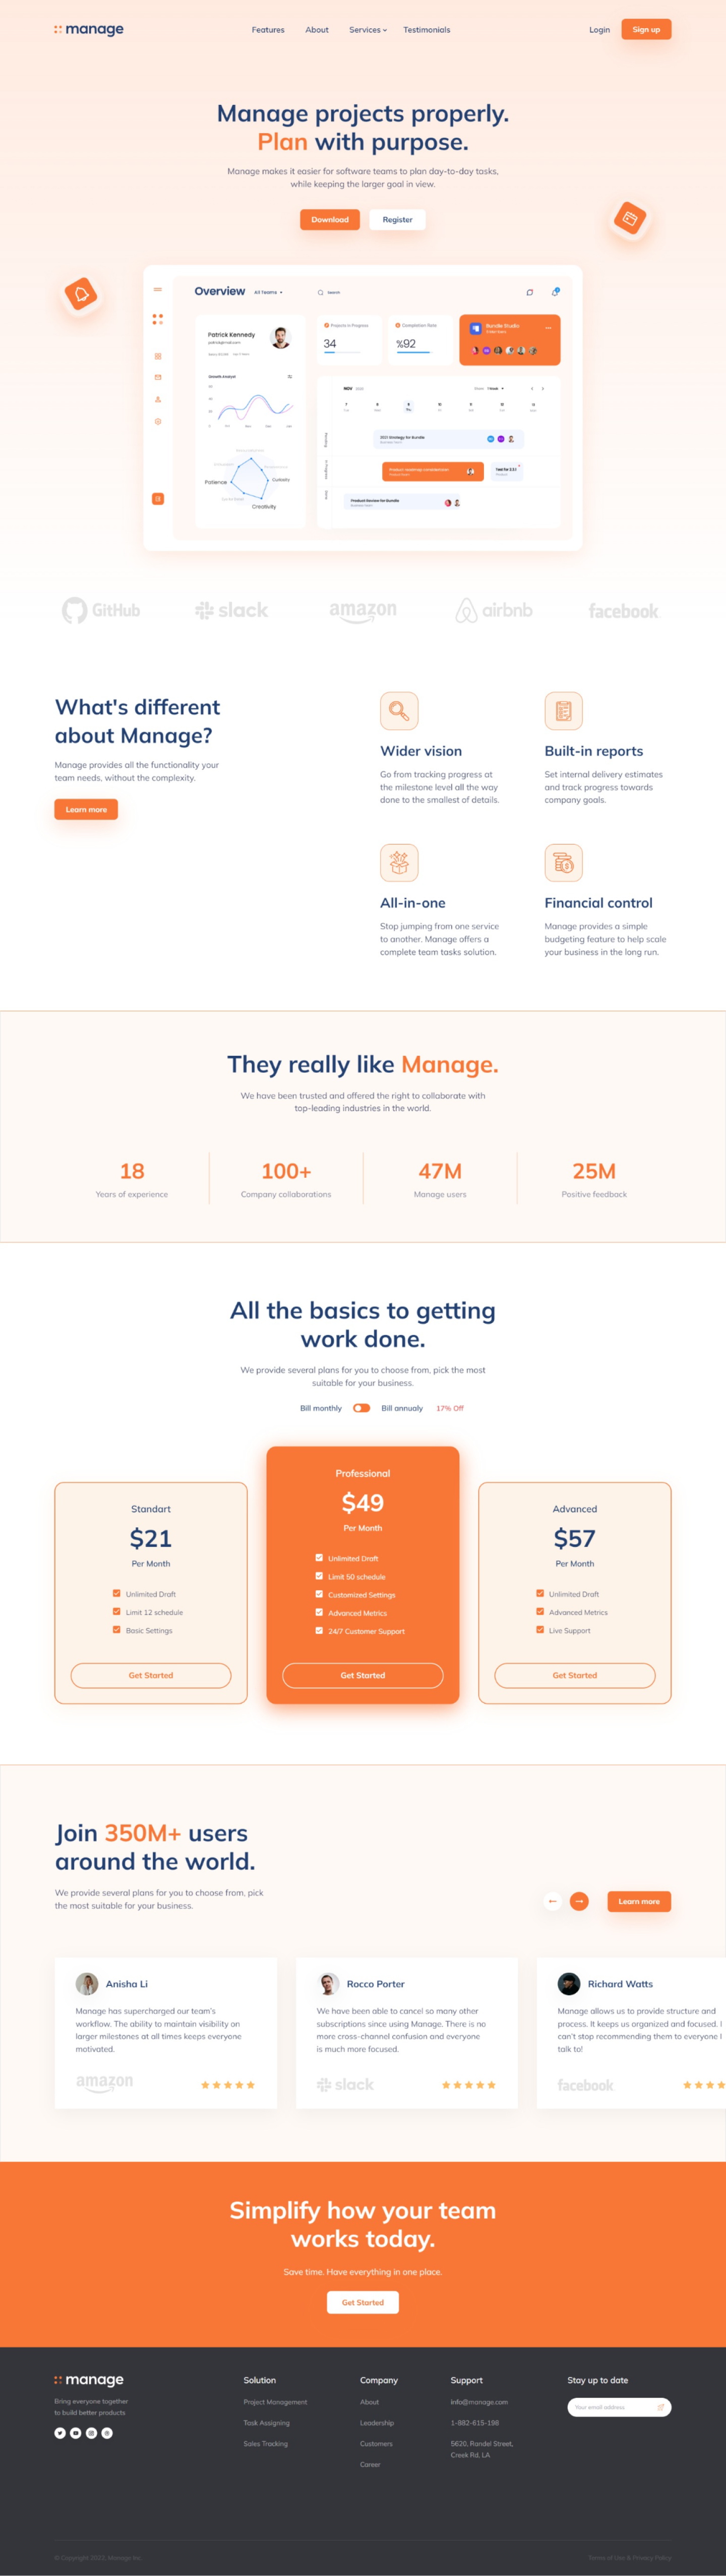 manage
Features About Services Testimonials
Login Sign up
Manage projects properly.
Plan with purpose.
Manage makes it easier for software teams to plan day-to-day tasks,
while keeping the larger goal in view.
Download Register
Overview All Teams Search
Patrick Kennedy
Growth Analyst
Projects in Progress
34
Completion Rate
%92
Bundle Studio
NOV
Patience
Curiosity
Creativity
2021 Strategy for Bundle
Product Review for Bundle
GitHub slack amazon airbnb facebook
What's different
about Manage?
Manage provides all the functionality your
team needs, without the complexity.
Learn more
Wider vision
Go from tracking progress at
the milestone level all the way
done to the smallest of details.
Built-in reports
Set internal delivery estimates
and track progress towards
company goals.
All-in-one
Stop jumping from one service
to another. Manage offers a
complete team tasks solution.
Financial control
Manage provides a simple
budgeting feature to help scale
your business in the long run.
They really like Manage.
We have been trusted and offered the right to collaborate with
top-leading industries in the world.
18
Years of experience
100+
Company collaborations
47M
Manage users
25M
Positive feedback
All the basics to getting
work done.
We provide several plans for you to choose from, pick the most
suitable for your business.
Bill monthly Bill annualy 17% Off
Standart
$21
Per Month
Unlimited Draft
Limit 12 schedule
Basic Settings
Get Started
Professional
$49
Per Month
Unlimited Draft
Limit 50 schedule
Customized Settings
Advanced Metrics
24/7 Customer Support
Get Started
Advanced
$57
Per Month
Unlimited Draft
Advanced Metrics
Live Support
Get Started
Join 350M+ users
around the world.
We provide several plans for you to choose from, pick
the most suitable for your business.
Learn more
Anisha Li
Manage has supercharged our team's
workflow. The ability to maintain visibility on
larger milestones at all times keeps everyone
motivated.
amazon
Rocco Porter
We have been able to cancel so many other
subscriptions since using Manage. There is no
more cross-channel confusion and everyone
is much more focused.
slack
Richard Watts
Manage allows us to provide structure and
process. It keeps us organized and focused. I
can't stop recommending them to everyone I
talk to!
facebook
Simplify how your team
works today.
Save time. Have everything in one place.
Get Started
manage
Bring everyone together
to build better products
Solution
Project Management
Task Assigning
Sales Tracking
Company
About
Leadership
Customers
Career
Support
info@manage.com
1-882-615-198
5620, Randel Street,
Creek Rd, LA
Stay up to date
Your email address
© Copyright 2023, Manage Inc.
Terms of Use & Privacy Policy